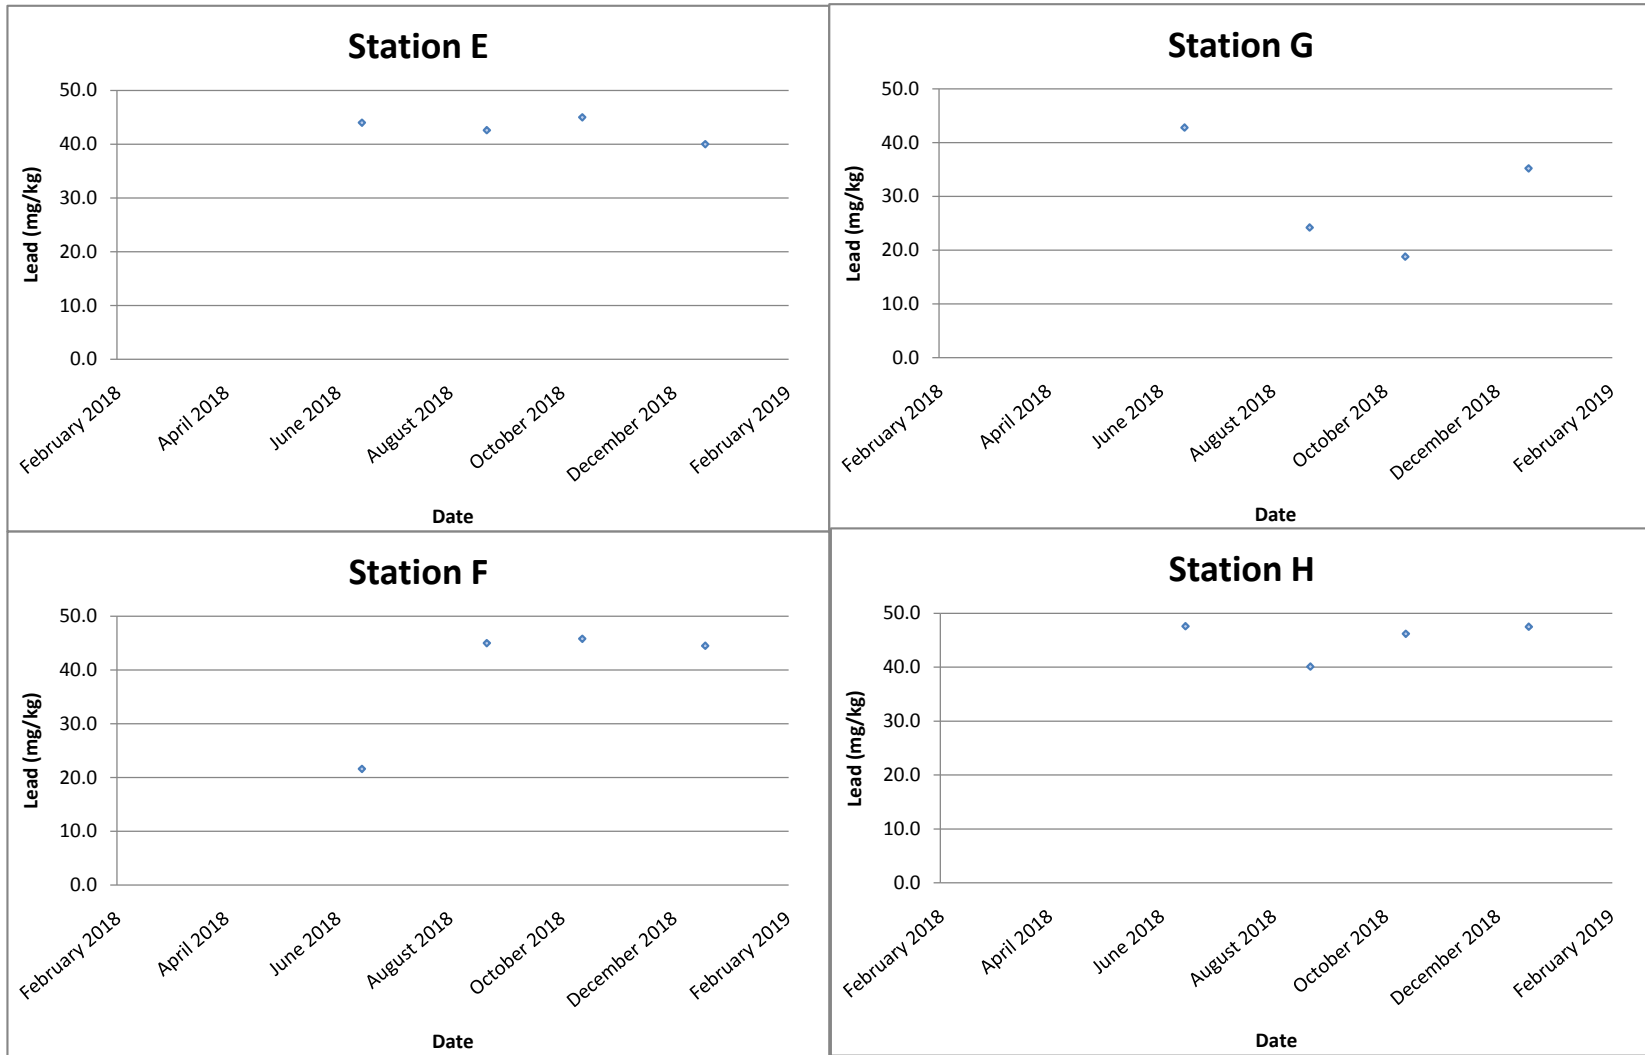 Station E
50.0
40.0
30.0
20.0
10.0
0.0
Lead (mg/kg)
February 2018
April 2018
June 2018
August 2018
October 2018
December 2018
February 2019
Date
Station G
50.0
40.0
30.0
20.0
10.0
0.0
Lead (mg/kg)
February 2018
April 2018
June 2018
August 2018
October 2018
December 2018
February 2019
Date
Station F
50.0
40.0
30.0
20.0
10.0
0.0
Lead (mg/kg)
February 2018
April 2018
June 2018
August 2018
October 2018
December 2018
February 2019
Date
Station H
50.0
40.0
30.0
20.0
10.0
0.0
Lead (mg/kg)
February 2018
April 2018
June 2018
August 2018
October 2018
December 2018
February 2019
Date